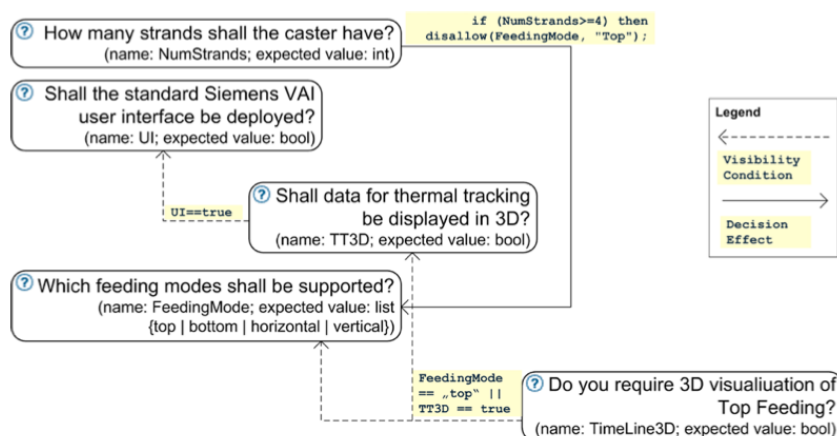 How many strands shall the caster have?
(name: NumStrands; expected value: int)
if (NumStrands>=4) then
disallow(FeedingMode, "Top");
Shall the standard Siemens VAI
user interface be deployed?
(name: UI; expected value: bool)
Legend
Visibility
Condition
Decision
Effect
UI==true
Shall data for thermal tracking
be displayed in 3D?
(name: TT3D; expected value: bool)
Which feeding modes shall be supported?
(name: FeedingMode; expected value: list
{top | bottom | horizontal | vertical})
FeedingMode
== „top“ ||
TT3D == true
Do you require 3D visualiuation of
Top Feeding?
(name: TimeLine3D; expected value: bool)